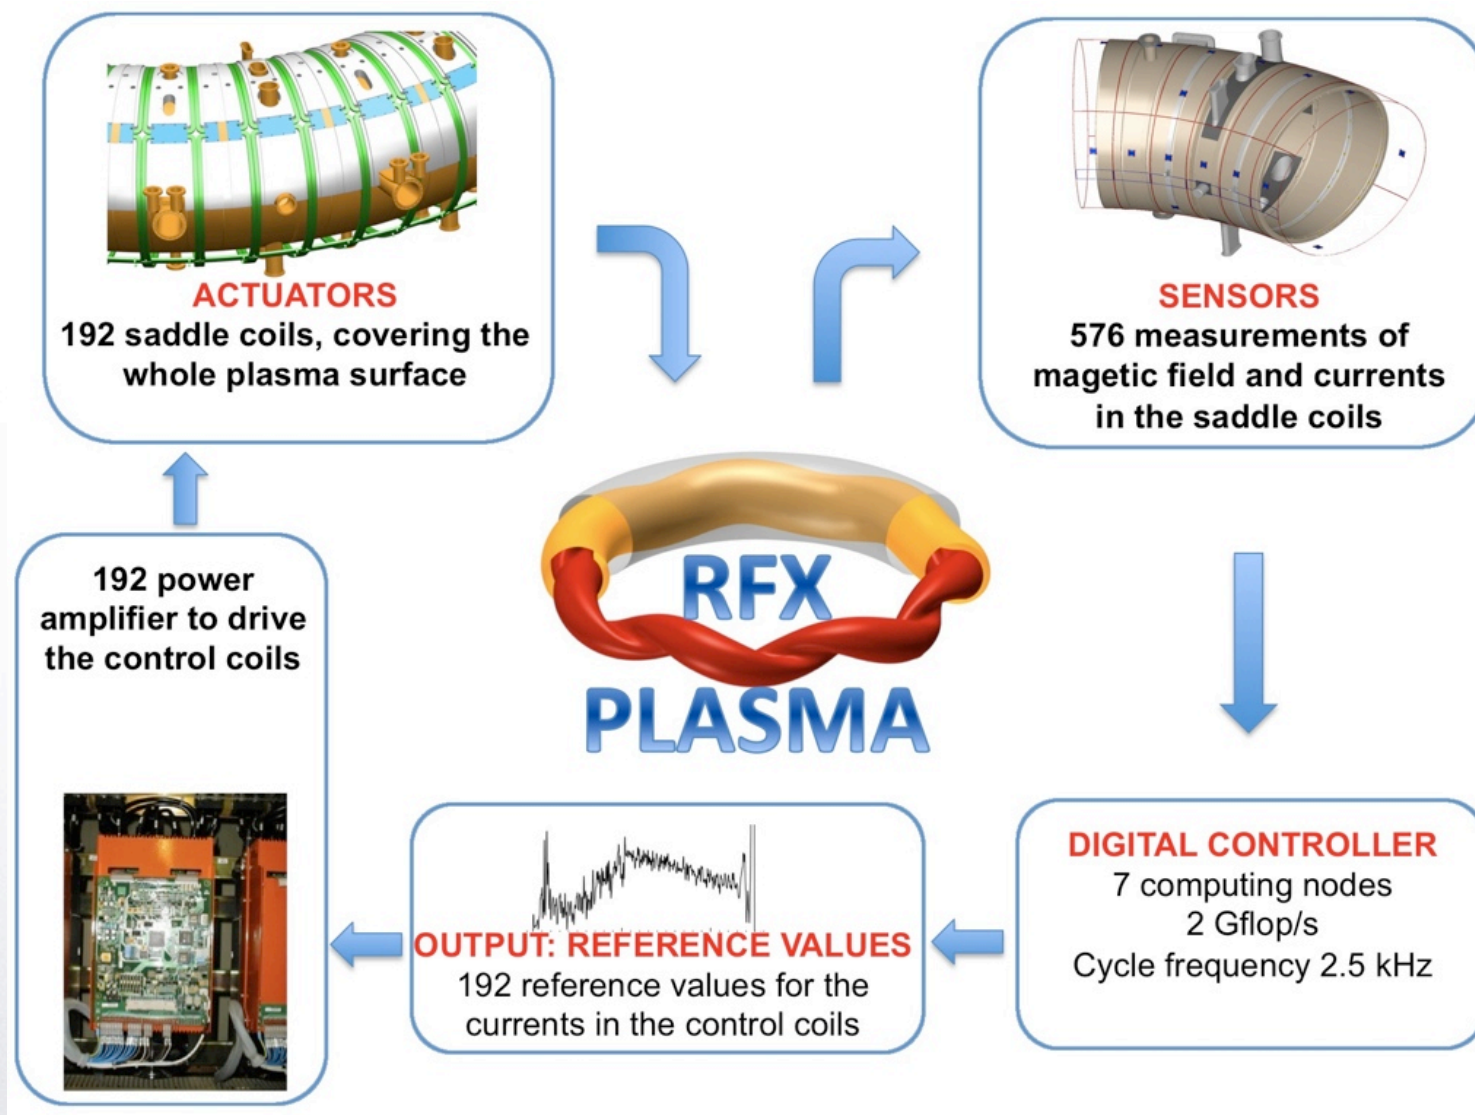 ACTUATORS
192 saddle coils, covering the
whole plasma surface
SENSORS
576 measurements of
magetic field and currents
in the saddle coils
192 power
amplifier to drive
the control coils
RFX
PLASMA
OUTPUT: REFERENCE VALUES
192 reference values for the
currents in the control coils
DIGITAL CONTROLLER
7 computing nodes
2 Gflop/s
Cycle frequency 2.5 kHz